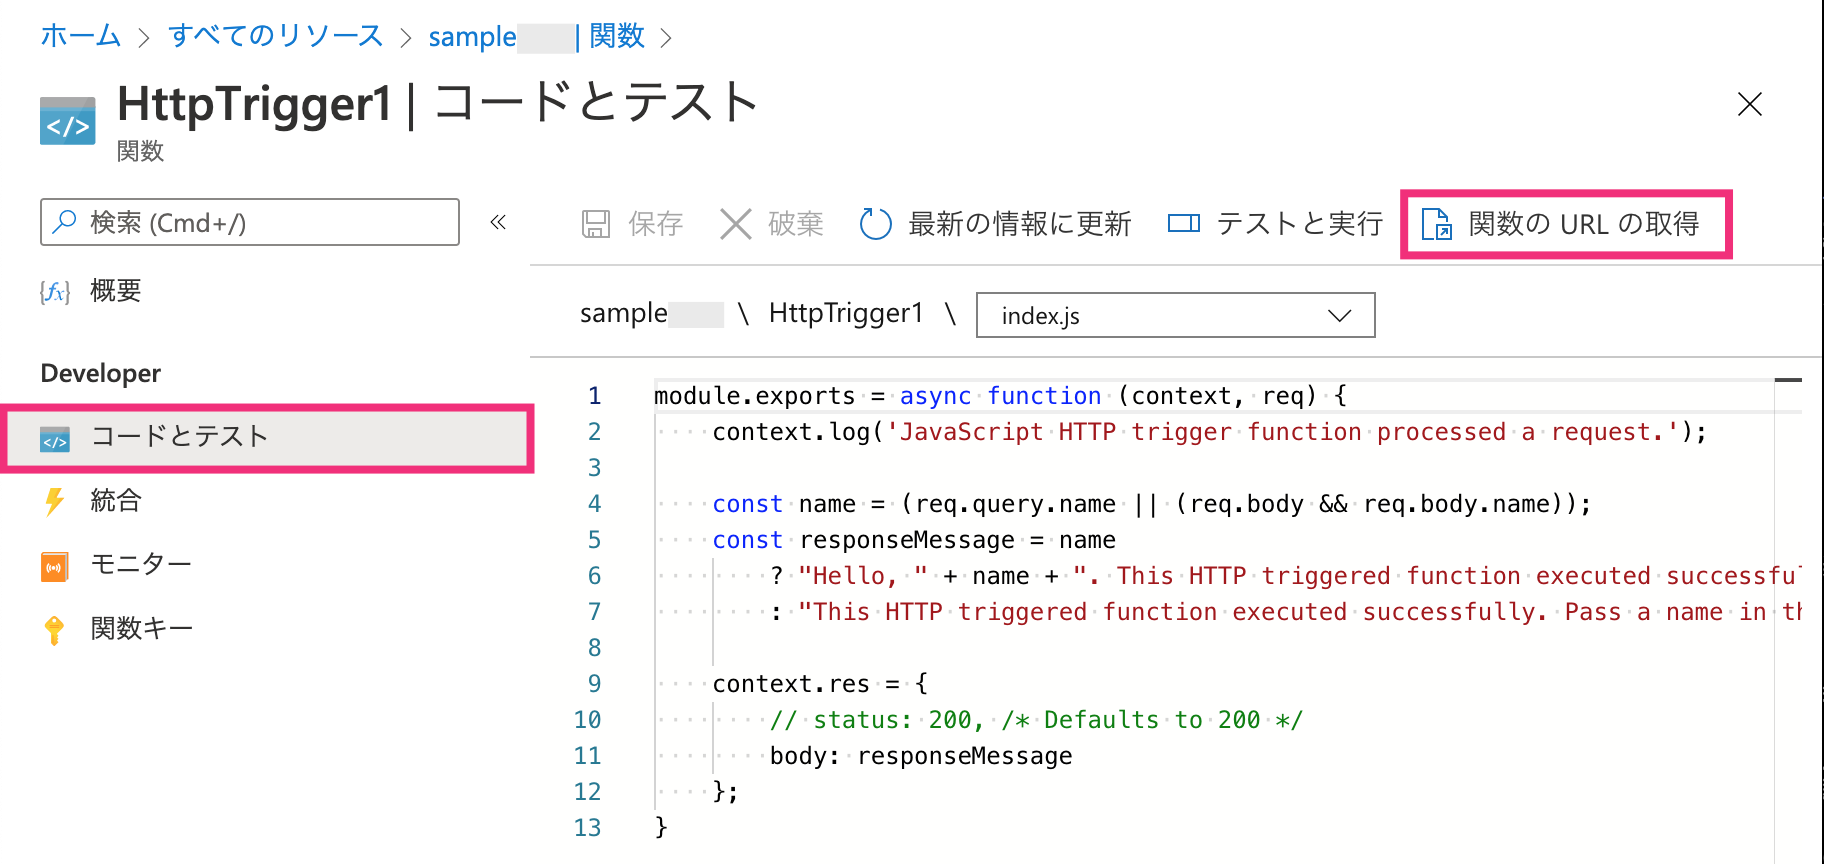 ホーム > すべてのリソース > sample | 関数 >
HttpTrigger1 | コードとテスト
関数
検索 (Cmd+/)
«
保存
破棄
最新の情報に更新
テストと実行
関数の URL の取得
概要
Developer
コードとテスト
統合
モニター
関数キー
sample \ HttpTrigger1 \ index.js
1 module.exports = async function (context, req) {
2     context.log('JavaScript HTTP trigger function processed a request.');
3
4     const name = (req.query.name || (req.body && req.body.name));
5     const responseMessage = name
6         ? "Hello, " + name + ". This HTTP triggered function executed successful
7         : "This HTTP triggered function executed successfully. Pass a name in th
8
9     context.res = {
10         // status: 200, /* Defaults to 200 */
11         body: responseMessage
12     };
13 }